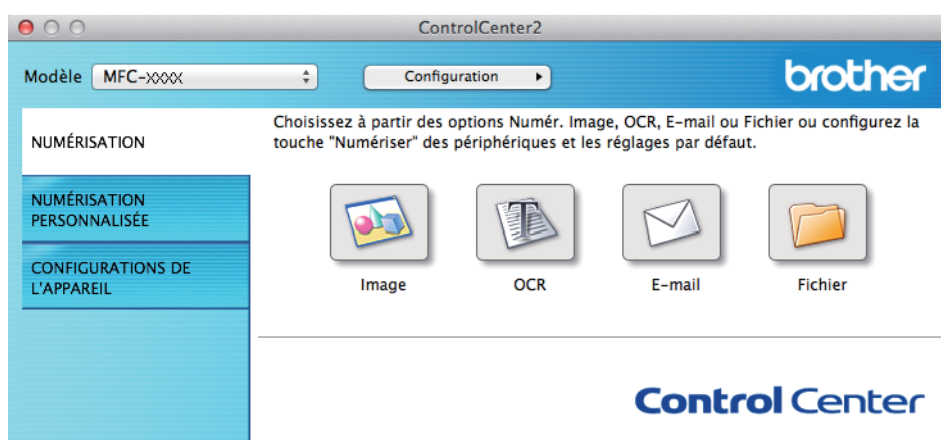 ControlCenter2
Modèle MFC-XXXX Configuration brother
NUMÉRISATION
Choisissez à partir des options Numér. Image, OCR, E-mail ou Fichier ou configurez la
touche "Numériser" des périphériques et les réglages par défaut.
NUMÉRISATION
PERSONNALISÉE
CONFIGURATIONS DE
L'APPAREIL
Image OCR E-mail Fichier
Control Center